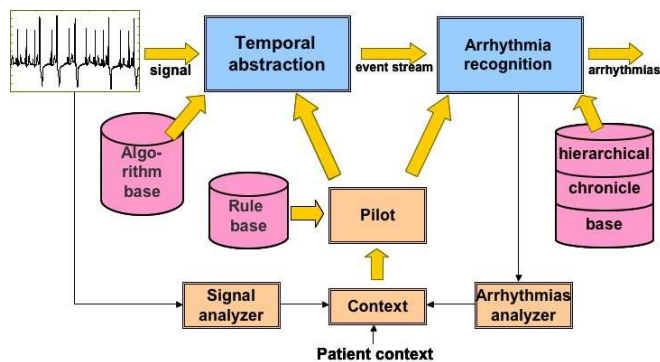 Temporal
abstraction
Arrhythmia
recognition
signal
event stream
arrhythmias
Algo-
rithm
base
Rule
base
Pilot
hierarchical
chronicle
base
Signal
analyzer
Context
Arrhythmias
analyzer
Patient context